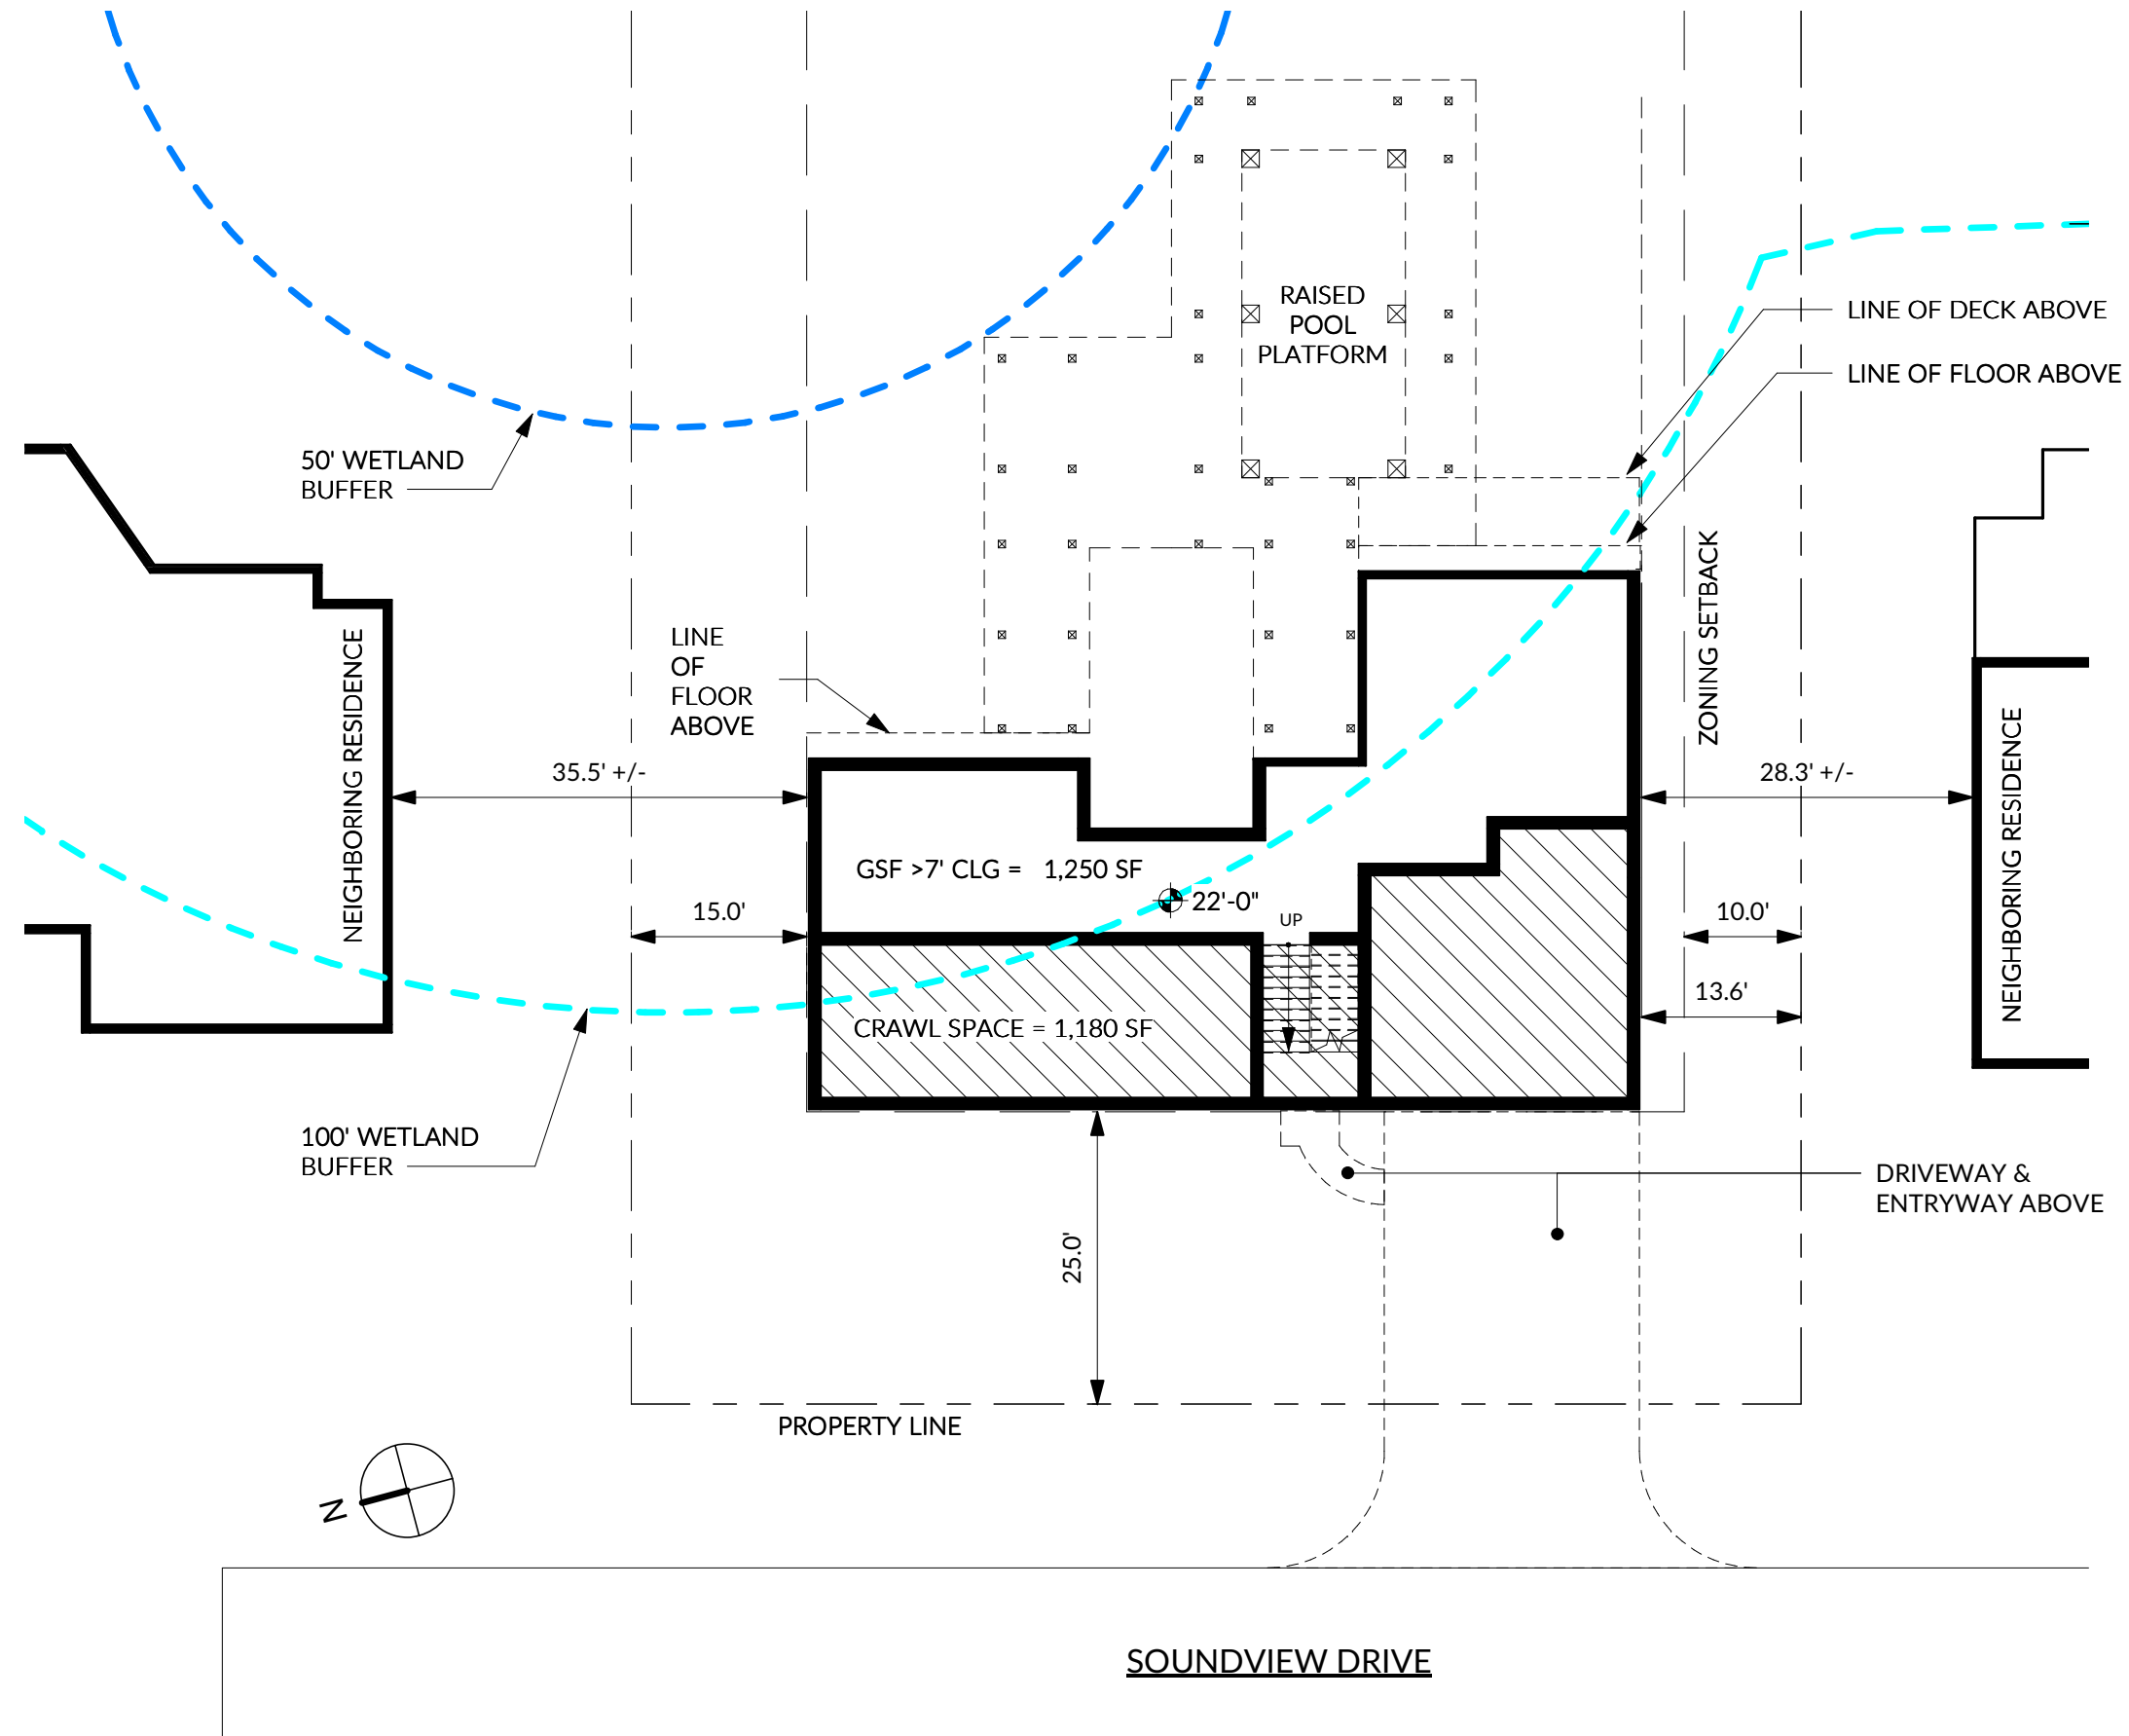 RAISED
POOL
PLATFORM
LINE OF DECK ABOVE
LINE OF FLOOR ABOVE
50' WETLAND
BUFFER
NEIGHBORING RESIDENCE
LINE
OF
FLOOR
ABOVE
ZONING SETBACK
NEIGHBORING RESIDENCE
35.5' +/-
28.3' +/-
GSF >7' CLG = 1,250 SF
22'-0"
15.0'
UP
10.0'
13.6'
CRAWL SPACE = 1,180 SF
100' WETLAND
BUFFER
DRIVEWAY &
ENTRYWAY ABOVE
25.0'
PROPERTY LINE
N
SOUNDVIEW DRIVE